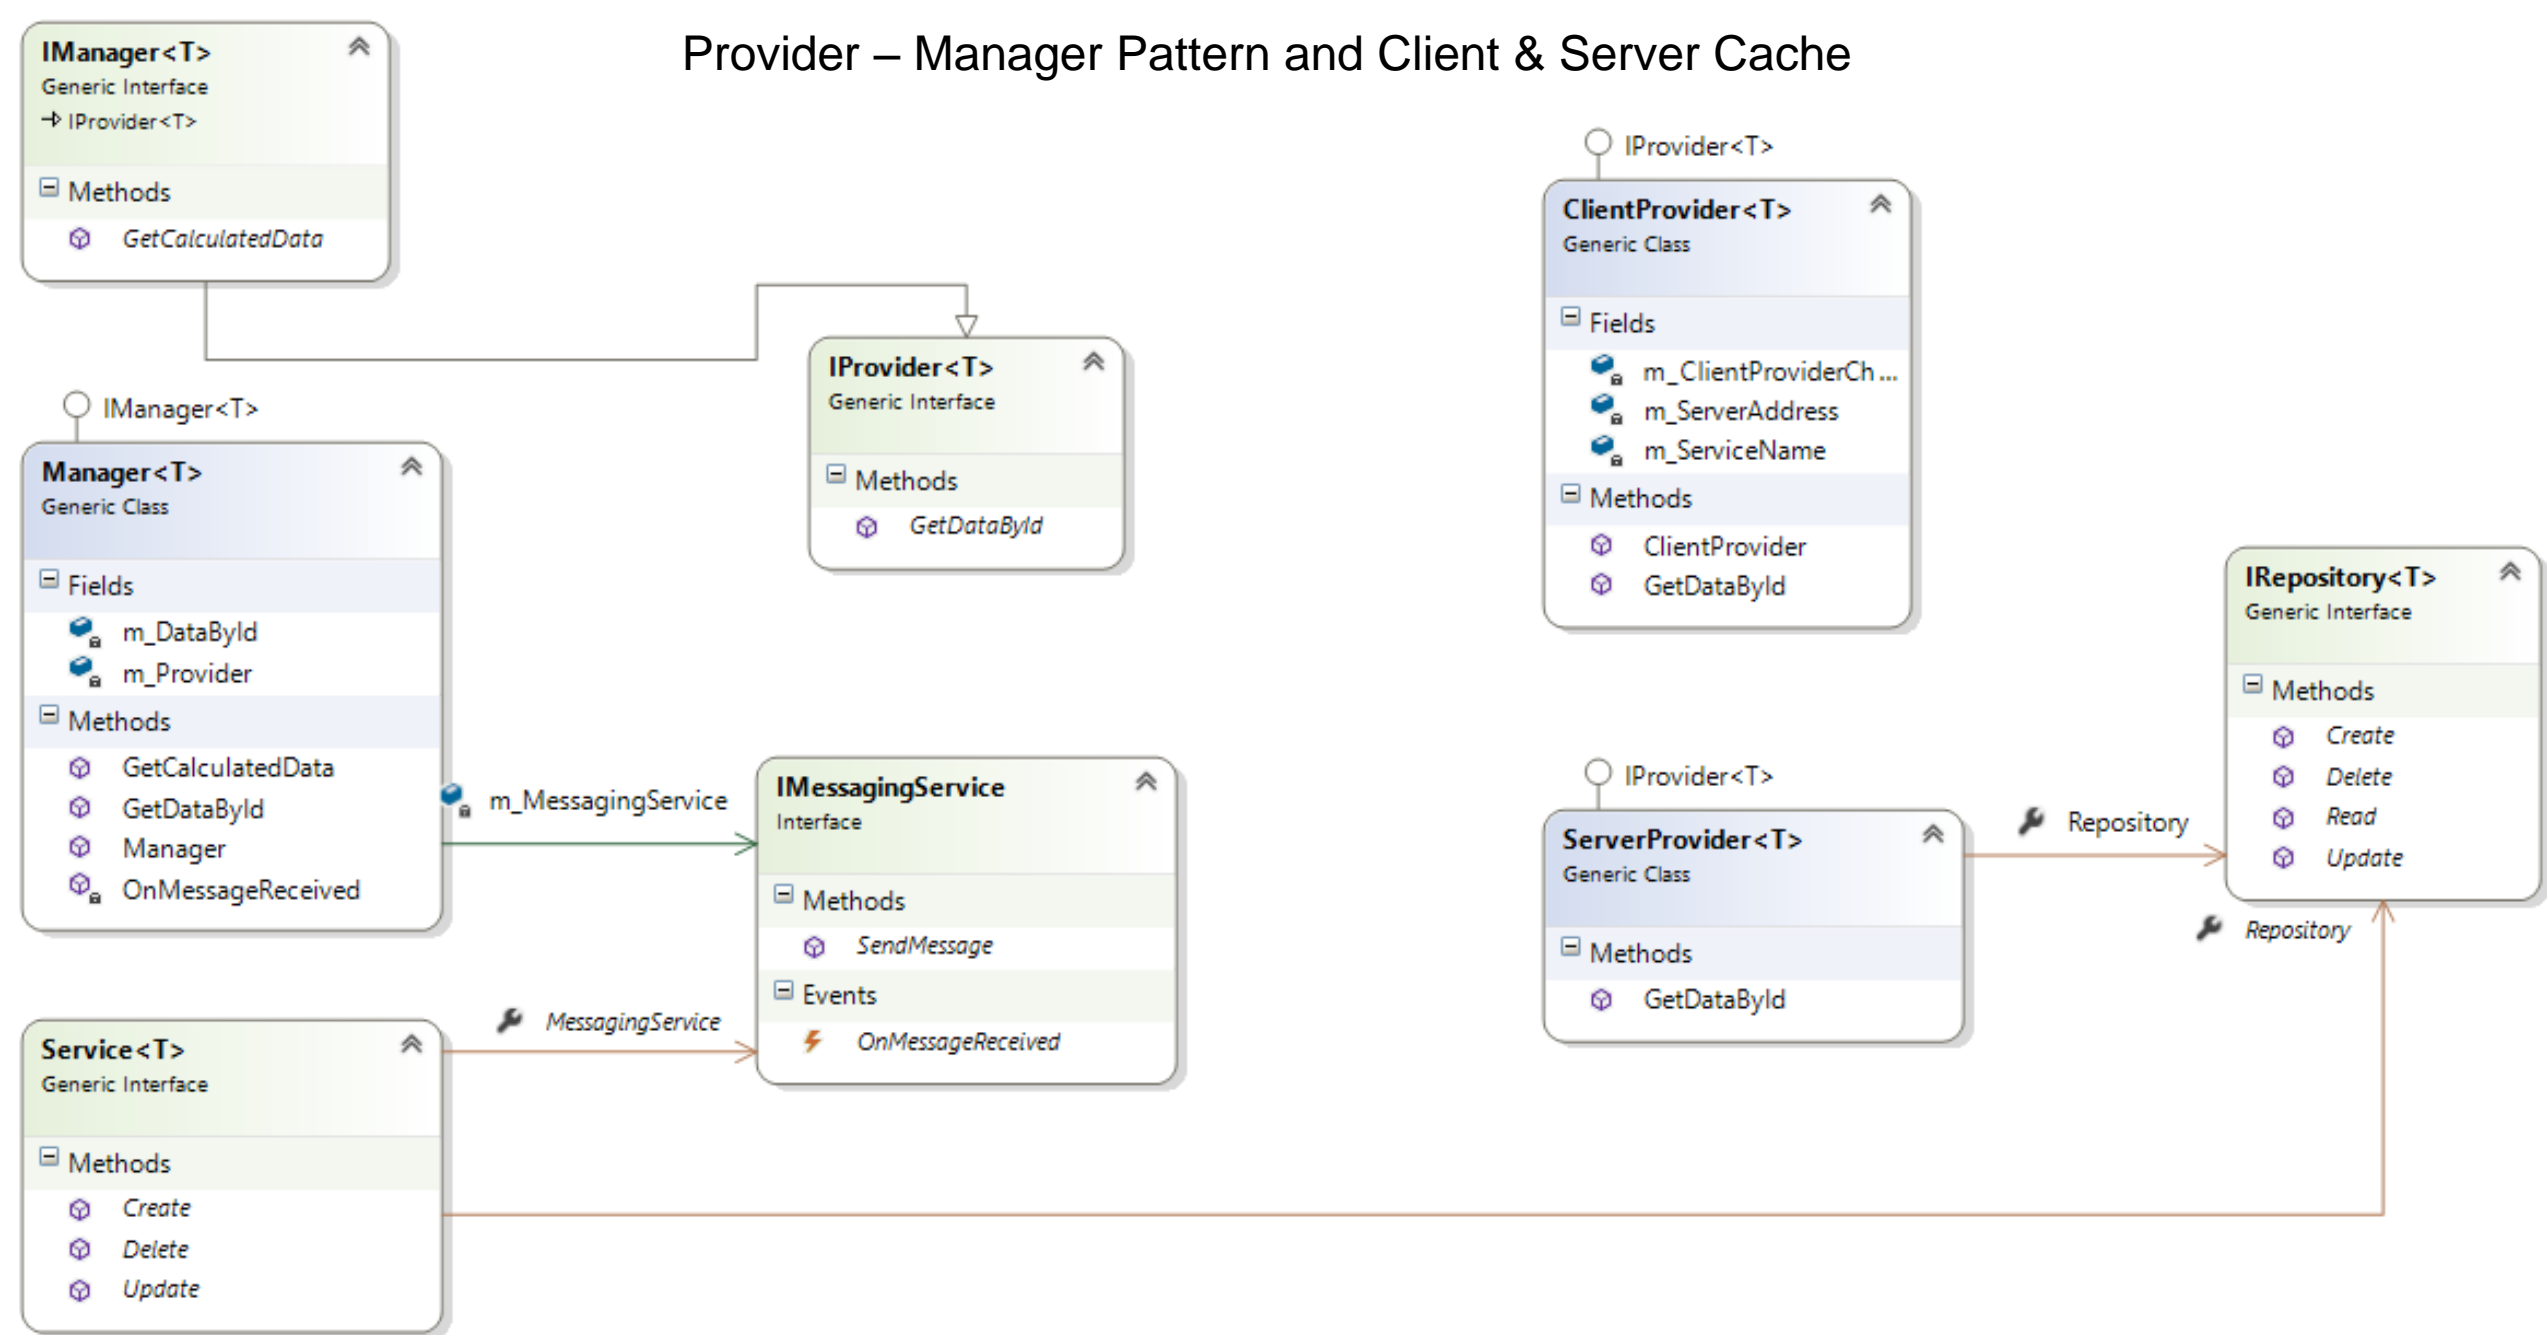 Provider – Manager Pattern and Client & Server Cache
IManager<T>
Generic Interface
IProvider<T>
Methods
GetCalculatedData
IProvider<T>
Generic Interface
Methods
GetDataById
IManager<T>
Manager<T>
Generic Class
Fields
m_DataById
m_Provider
Methods
GetCalculatedData
GetDataById
Manager
OnMessageReceived
m_MessagingService
IMessagingService
Interface
Methods
SendMessage
Events
OnMessageReceived
MessagingService
Service<T>
Generic Interface
Methods
Create
Delete
Update
IProvider<T>
ClientProvider<T>
Generic Class
Fields
m_ClientProviderCh...
m_ServerAddress
m_ServiceName
Methods
ClientProvider
GetDataById
IProvider<T>
ServerProvider<T>
Generic Class
Methods
GetDataById
Repository
IRepository<T>
Generic Interface
Methods
Create
Delete
Read
Update
Repository